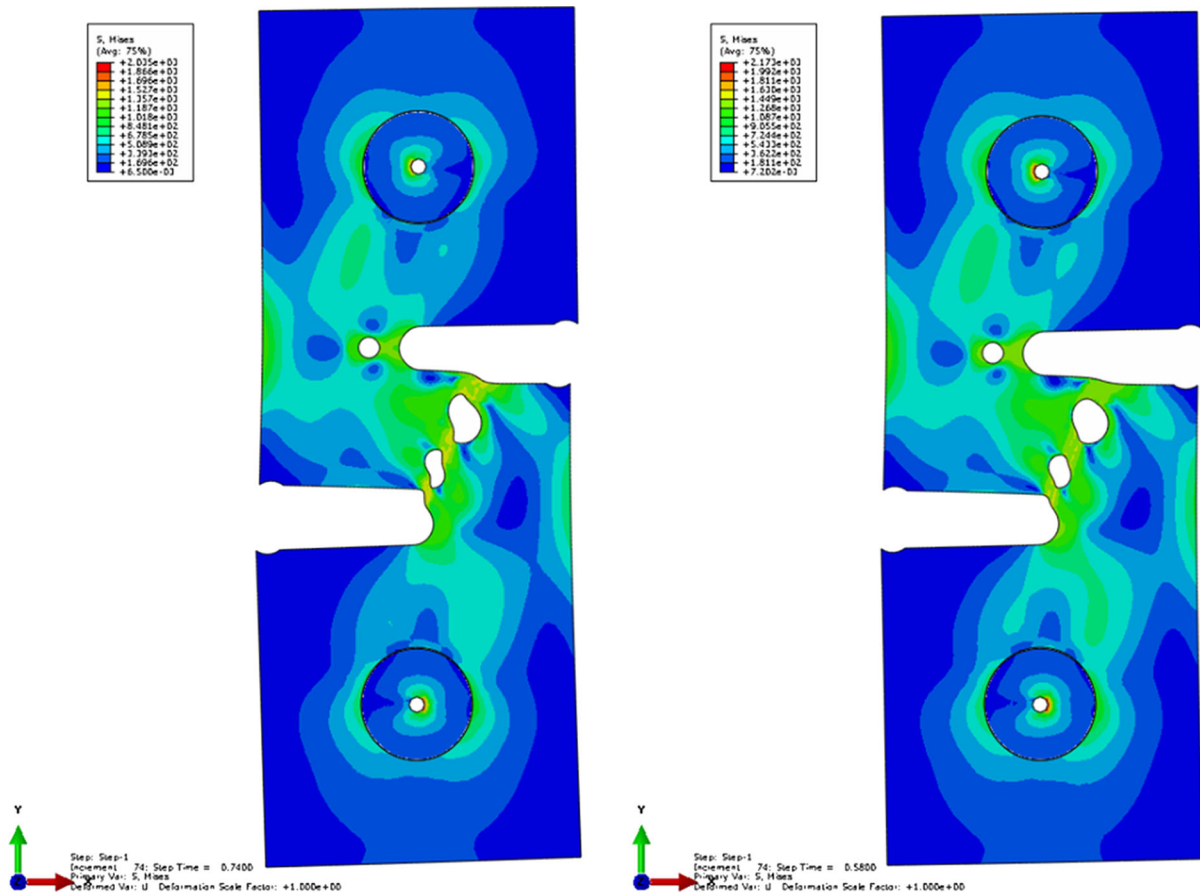 S, Mises
(Avg: 75%)
+2.035e+03
+1.866e+03
+1.696e+03
+1.527e+03
+1.357e+03
+1.187e+03
+1.018e+03
+8.481e+02
+6.785e+02
+5.089e+02
+3.393e+02
+1.696e+02
+6.500e-03
S, Mises
(Avg: 75%)
+2.173e+03
+1.992e+03
+1.811e+03
+1.630e+03
+1.449e+03
+1.268e+03
+1.087e+03
+9.055e+02
+7.244e+02
+5.433e+02
+3.622e+02
+1.811e+02
+7.202e-03
Y
Z
X
Step: Step-1
Increment 74: Step Time = 0.7400
Primary Var: S, Mises
Deformed Var: U Deformation Scale Factor: +1.000e+00
Y
Z
X
Step: Step-1
Increment 74: Step Time = 0.5800
Primary Var: S, Mises
Deformed Var: U Deformation Scale Factor: +1.000e+00